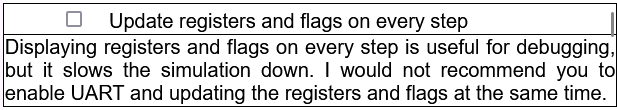 Update registers and flags on every step
Displaying registers and flags on every step is useful for debugging,
but it slows the simulation down. I would not recommend you to
enable UART and updating the registers and flags at the same time.